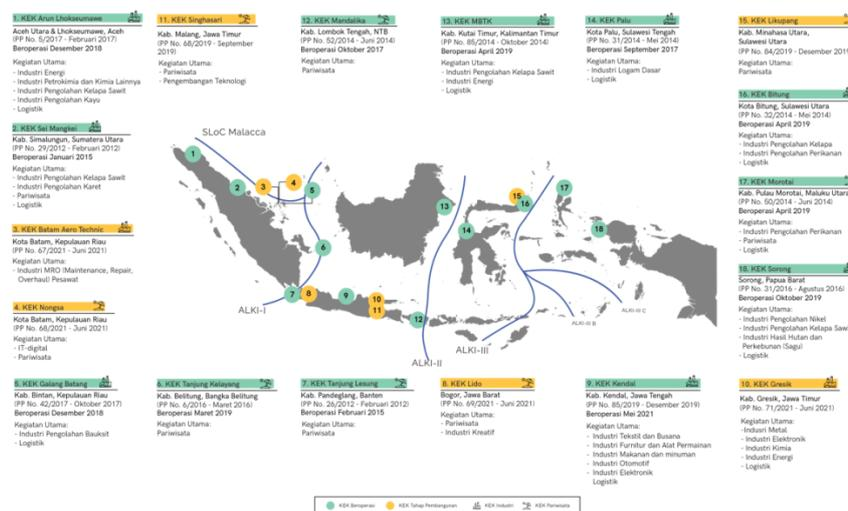 1. KEK Arun Lhokseumawe
Aceh Utara & Lhokseumawe, Aceh
(PP No. 5/2017 - Februari 2017)
Beroperasi Desember 2018
Kegiatan Utama:
- Industri Energi
- Industri Petrokimia dan Kimia Lainnya
- Industri Pengolahan Kelapa Sawit
- Industri Pengolahan Kayu
- Logistik
11. KEK Singhasari
Kab. Malang, Jawa Timur
(PP No. 68/2019 - September
2019)
Kegiatan Utama:
- Pariwisata
- Pengembangan Teknologi
12. KEK Mandalika
Kab. Lombok Tengah, NTB
(PP No. 52/2014 - Juni 2014)
Beroperasi Oktober 2017
Kegiatan Utama:
Pariwisata
13. KEK MBTK
Kab. Kutai Timur, Kalimantan Timur
(PP No. 85/2014 - Oktober 2014)
Beroperasi April 2019
Kegiatan Utama:
- Industri Pengolahan Kelapa Sawit
- Industri Energi
- Logistik
14. KEK Palu
Kota Palu, Sulawesi Tengah
(PP No. 31/2014 - Mei 2014)
Beroperasi September 2017
Kegiatan Utama:
- Industri Logam Dasar
- Logistik
15. KEK Likupang
Kab. Minahasa Utara,
Sulawesi Utara
(PP No. 84/2019 - Desember 2019)
Kegiatan Utama:
Pariwisata
2. KEK Sei Mangkei
Kab. Simalungun, Sumatera Utara
(PP No. 29/2012 - Februari 2012)
Beroperasi Januari 2015
Kegiatan Utama:
- Industri Pengolahan Kelapa Sawit
- Industri Pengolahan Karet
- Pariwisata
- Logistik
16. KEK Bitung
Kota Bitung, Sulawesi Utara
(PP No. 32/2014 - Mei 2014)
Beroperasi April 2019
Kegiatan Utama:
- Industri Pengolahan Kelapa
- Industri Pengolahan Perikanan
- Logistik
3. KEK Batam Aero Technic
Kota Batam, Kepulauan Riau
(PP No. 67/2021 - Juni 2021)
Kegiatan Utama:
- Industri MRO (Maintenance, Repair,
Overhaul) Pesawat
17. KEK Morotai
Kab. Pulau Morotai, Maluku Utara
(PP No. 50/2014 - Juni 2014)
Beroperasi April 2019
Kegiatan Utama:
- Industri Pengolahan Perikanan
- Pariwisata
- Logistik
4. KEK Nongsa
Kota Batam, Kepulauan Riau
(PP No. 68/2021 - Juni 2021)
Kegiatan Utama:
- IT-digital
- Pariwisata
18. KEK Sorong
Sorong, Papua Barat
(PP No. 31/2016 - Agustus 2016)
Beroperasi Oktober 2019
Kegiatan Utama:
- Industri Pengolahan Nikel
- Industri Pengolahan Kelapa Sawit
- Industri Hasil Hutan dan
Perkebunan (Sagu)
- Logistik
SLoC Malacca
1
2
3
4
5
6
7
8
9
10
11
12
13
14
15
16
17
18
ALKI-I
ALKI-II
ALKI-III
ALKI-III B
ALKI-III C
5. KEK Galang Batang
Kab. Bintan, Kepulauan Riau
(PP No. 42/2017 - Oktober 2017)
Beroperasi Desember 2018
Kegiatan Utama:
- Industri Pengolahan Bauksit
- Logistik
6. KEK Tanjung Kelayang
Kab. Belitung, Bangka Belitung
(PP No. 6/2016 - Maret 2016)
Beroperasi Maret 2019
Kegiatan Utama:
Pariwisata
7. KEK Tanjung Lesung
Kab. Pandeglang, Banten
(PP No. 26/2012 - Februari 2012)
Beroperasi Februari 2015
Kegiatan Utama:
Pariwisata
8. KEK Lido
Bogor, Jawa Barat
(PP No. 69/2021 - Juni 2021)
Kegiatan Utama:
- Pariwisata
- Industri Kreatif
9. KEK Kendal
Kab. Kendal, Jawa Tengah
(PP No. 85/2019 - Desember 2019)
Beroperasi Mei 2021
Kegiatan Utama:
- Industri Tekstil dan Busana
- Industri Furnitur dan Alat Permainan
- Industri Makanan dan minuman
- Industri Otomotif
- Industri Elektronik
Logistik
10. KEK Gresik
Kab. Gresik, Jawa Timur
(PP No. 71/2021 - Juni 2021)
Kegiatan Utama:
-Indusri Metal
- Industri Elektronik
- Industri Kimia
- Industri Energi
- Logistik
KEK Beroperasi
KEK Tahap Pembangunan
KEK Industri
KEK Pariwisata